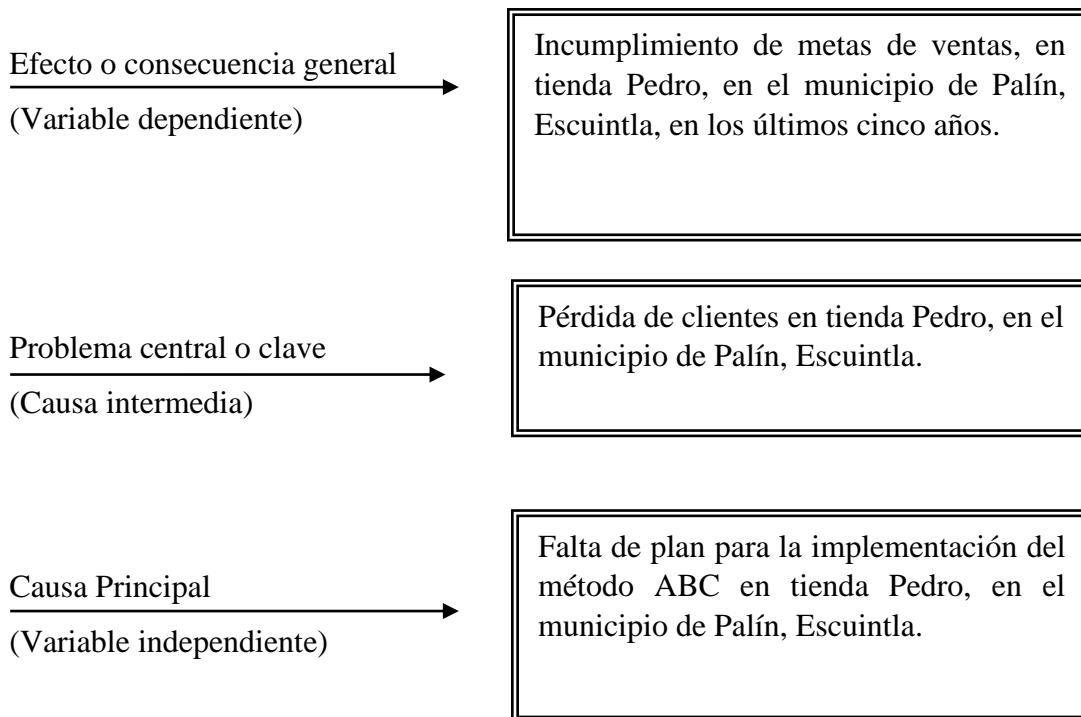 Efecto o consecuencia general
(Variable dependiente)
Incumplimiento de metas de ventas, en
tienda Pedro, en el municipio de Palín,
Escuintla, en los últimos cinco años.
Problema central o clave
(Causa intermedia)
Pérdida de clientes en tienda Pedro, en el
municipio de Palín, Escuintla.
Causa Principal
(Variable independiente)
Falta de plan para la implementación del
método ABC en tienda Pedro, en el
municipio de Palín, Escuintla.